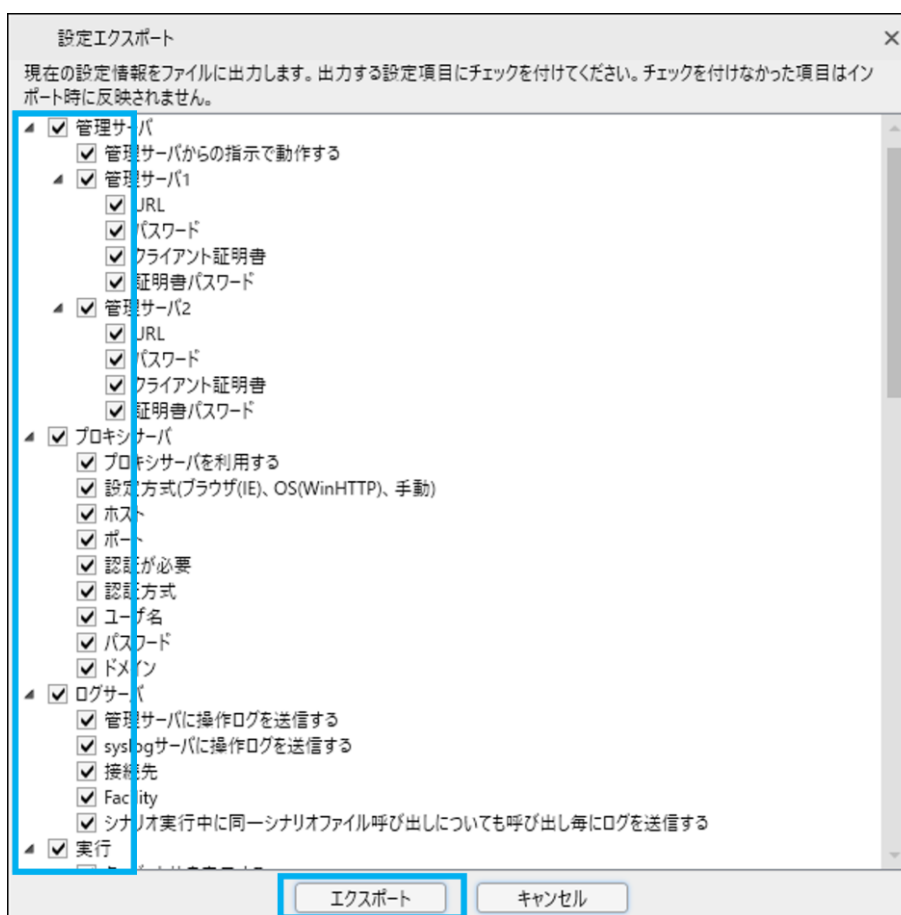 設定エクスポート
現在の設定情報をファイルに出力します。出力する設定項目にチェックを付けてください。チェックを付けなかった項目はイン
ポート時に反映されません。
管理サーバ
管理サーバからの指示で動作する
管理サーバ1
URL
パスワード
クライアント証明書
証明書パスワード
管理サーバ2
URL
パスワード
クライアント証明書
証明書パスワード
プロキシサーバ
プロキシサーバを利用する
設定方式(ブラウザ(IE)、OS(WinHTTP)、手動)
ホスト
ポート
認証が必要
認証方式
ユーザ名
パスワード
ドメイン
ログサーバ
管理サーバに操作ログを送信する
syslogサーバに操作ログを送信する
接続先
Facility
シナリオ実行中に同一シナリオファイル呼び出しについても呼び出し毎にログを送信する
実行
エクスポート
キャンセル